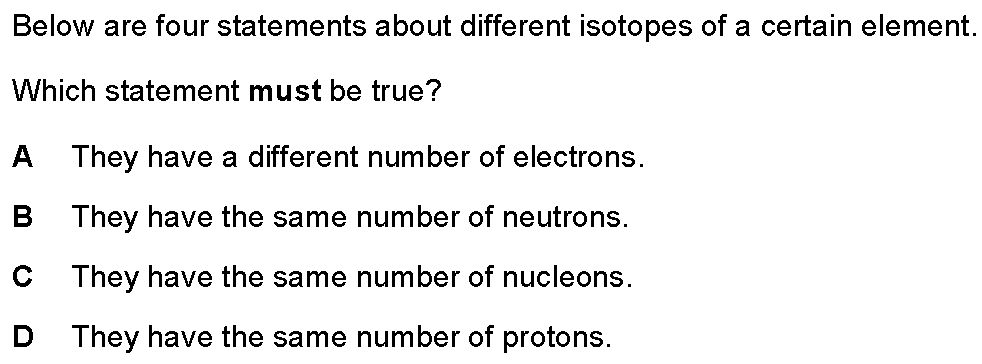 Below are four statements about different isotopes of a certain element.
Which statement must be true?
A They have a different number of electrons.
B They have the same number of neutrons.
C They have the same number of nucleons.
D They have the same number of protons.